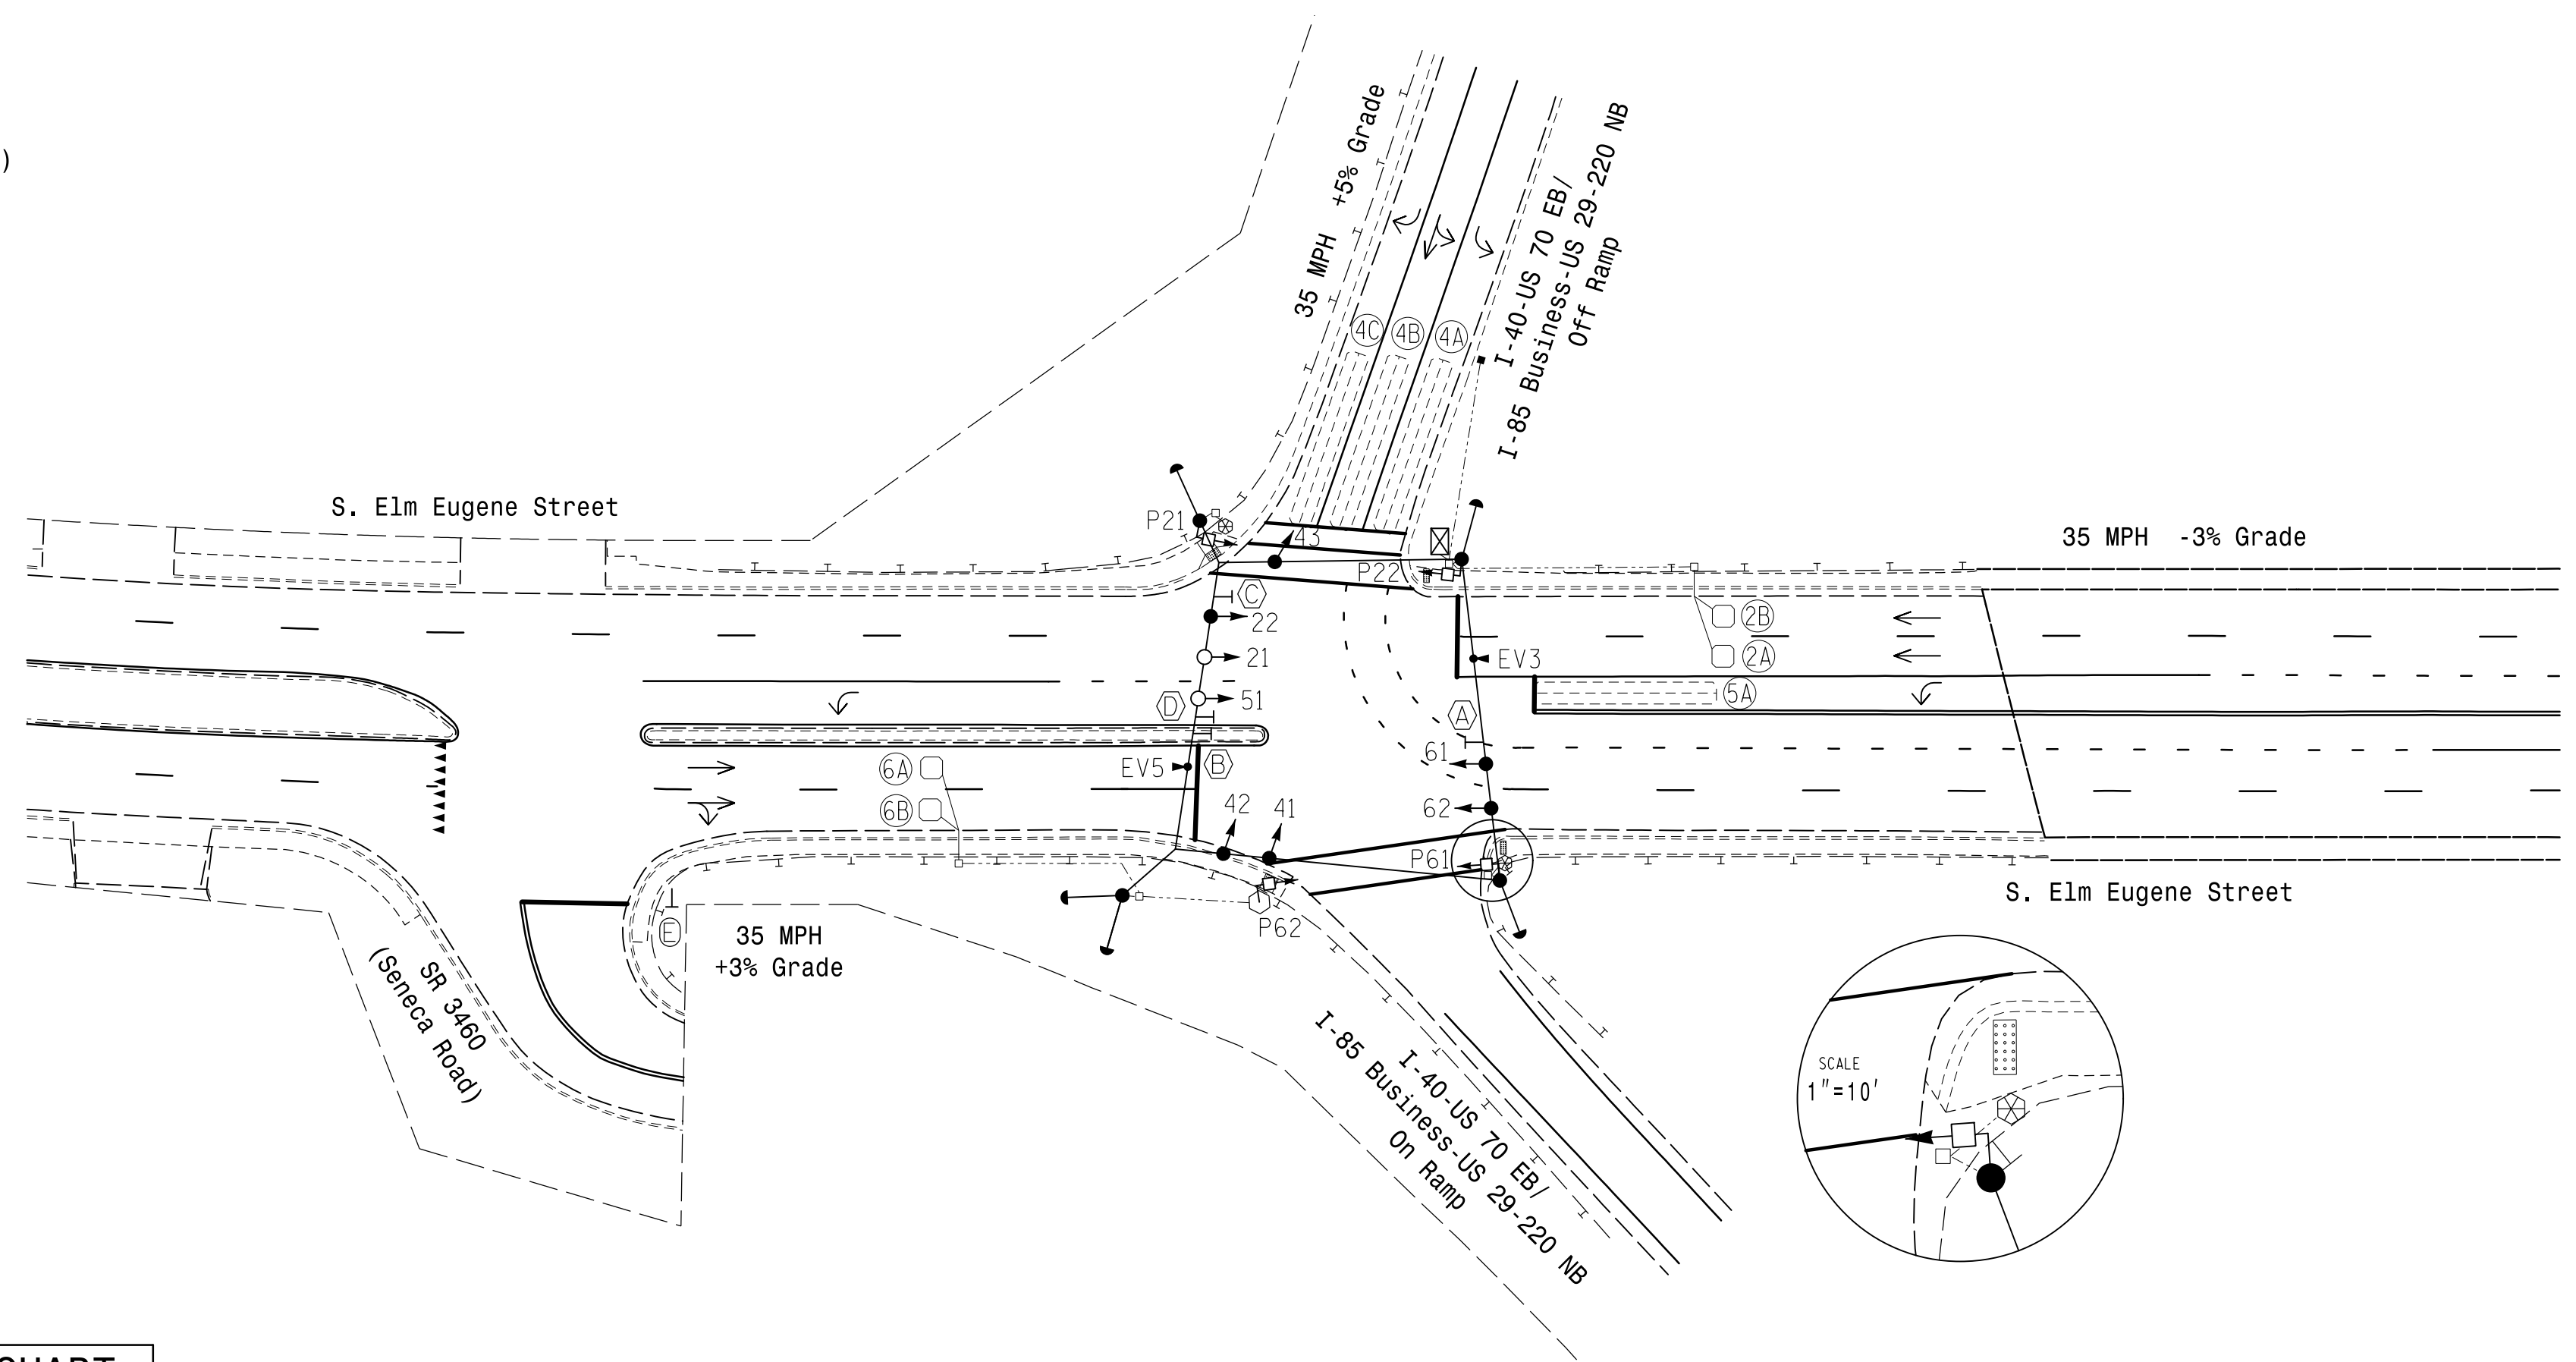 )
35 MPH +5% Grade
I-40-US 70 EB/
I-85 Business-US 29-220 NB
Off Ramp
4C
4B
4A
S. Elm Eugene Street
P21
43
P22
35 MPH -3% Grade
C
22
2B
21
EV3
2A
D
51
5A
A
61
6A
EV5
B
6B
42
41
62
P61
S. Elm Eugene Street
E
35 MPH
+3% Grade
P62
SR 3460
(Seneca Road)
I-40-US 70 EB/
I-85 Business-US 29-220 NB
On Ramp
SCALE
1"=10'
CHART